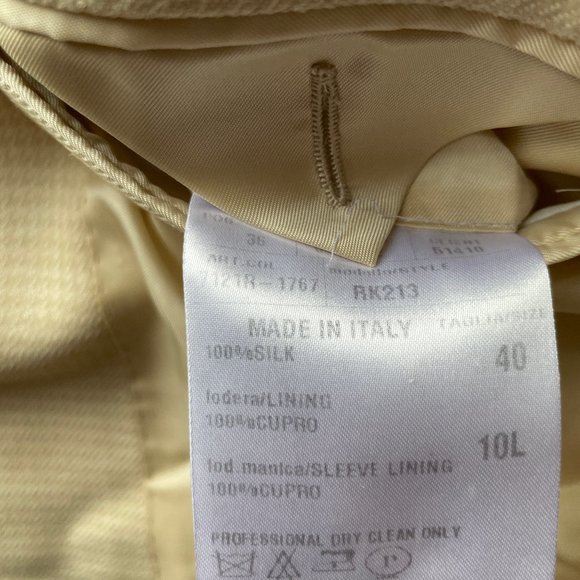 36
ART.COL modello/STYLE
121R-1767 RK213
MADE IN ITALY TAGLIA/SIZE
100%SILK 40
fodera/LINING
100%CUPRO
10L
fod.manica/SLEEVE LINING
100%CUPRO
PROFESSIONAL DRY CLEAN ONLY